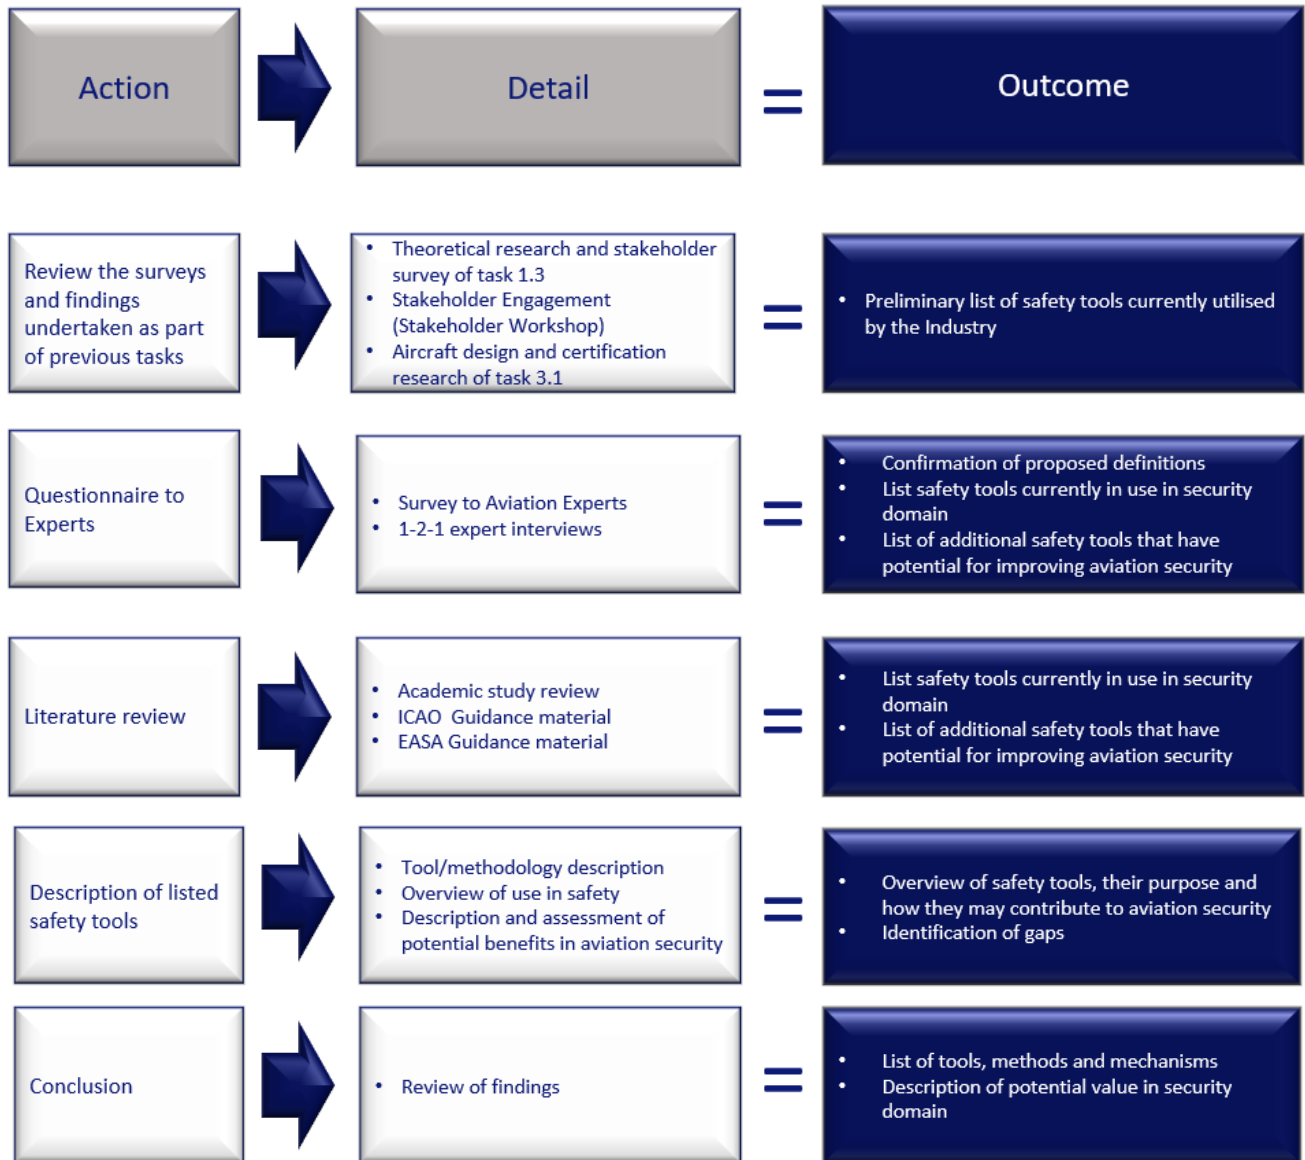 Action
Detail
=
Outcome
Review the surveys
and findings
undertaken as part
of previous tasks
• Theoretical research and stakeholder
survey of task 1.3
• Stakeholder Engagement
(Stakeholder Workshop)
• Aircraft design and certification
research of task 3.1
=
• Preliminary list of safety tools currently utilised
by the Industry
Questionnaire to
Experts
• Survey to Aviation Experts
• 1-2-1 expert interviews
=
• Confirmation of proposed definitions
• List safety tools currently in use in security
domain
• List of additional safety tools that have
potential for improving aviation security
Literature review
• Academic study review
• ICAO Guidance material
• EASA Guidance material
=
• List safety tools currently in use in security
domain
• List of additional safety tools that have
potential for improving aviation security
Description of listed
safety tools
• Tool/methodology description
• Overview of use in safety
• Description and assessment of
potential benefits in aviation security
=
• Overview of safety tools, their purpose and
how they may contribute to aviation security
• Identification of gaps
Conclusion
• Review of findings
=
• List of tools, methods and mechanisms
• Description of potential value in security
domain